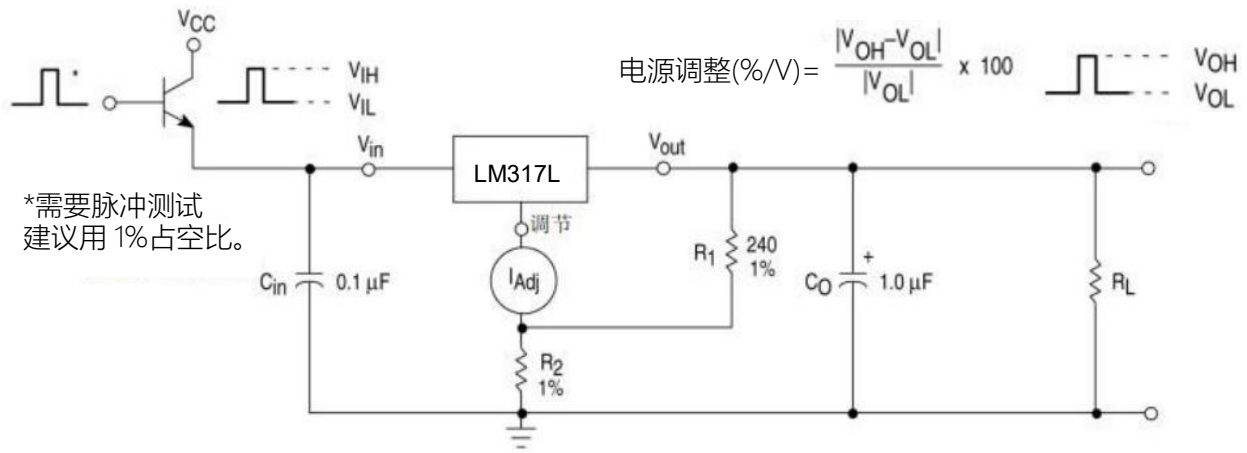 VCC
*
VIH
VIL
电源调整(%/V)= |VOH–VOL| / |VOL| x 100
VOH
VOL
Vin
LM317L
Vout
*需要脉冲测试
建议用 1%占空比。
调节
IAdj
Cin
0.1 μF
R1
240
1%
+
CO
1.0 μF
RL
R2
1%